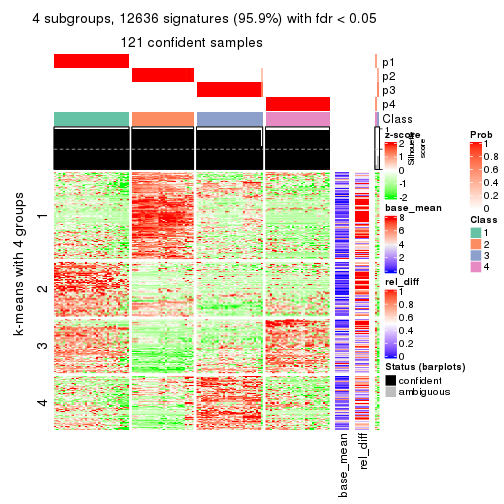 4 subgroups, 12636 signatures (95.9%) with fdr < 0.05
121 confident samples
p1
p2
p3
p4
Class
1
Silhouette
score
k-means with 4 groups
1
2
3
4
base_mean
rel_diff
z-score
2
1
0
-1
-2
base_mean
8
6
4
2
0
rel_diff
1
0.8
0.6
0.4
0.2
0
Status (barplots)
confident
ambiguous
Prob
1
0.8
0.6
0.4
0.2
0
Class
1
2
3
4